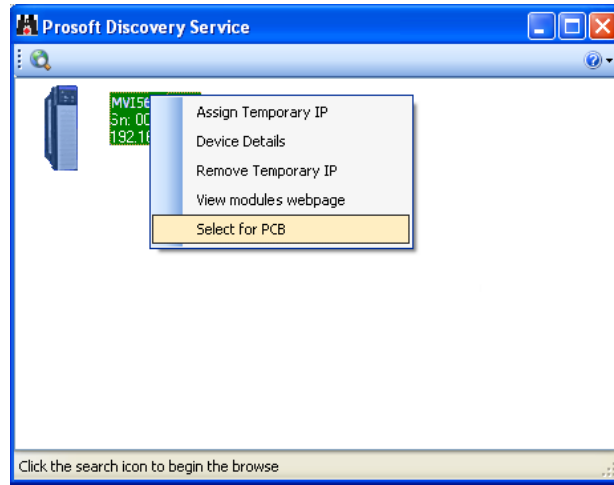 Prosoft Discovery Service
MVI56
Sn: 00
192.16
Assign Temporary IP
Device Details
Remove Temporary IP
View modules webpage
Select for PCB
Click the search icon to begin the browse